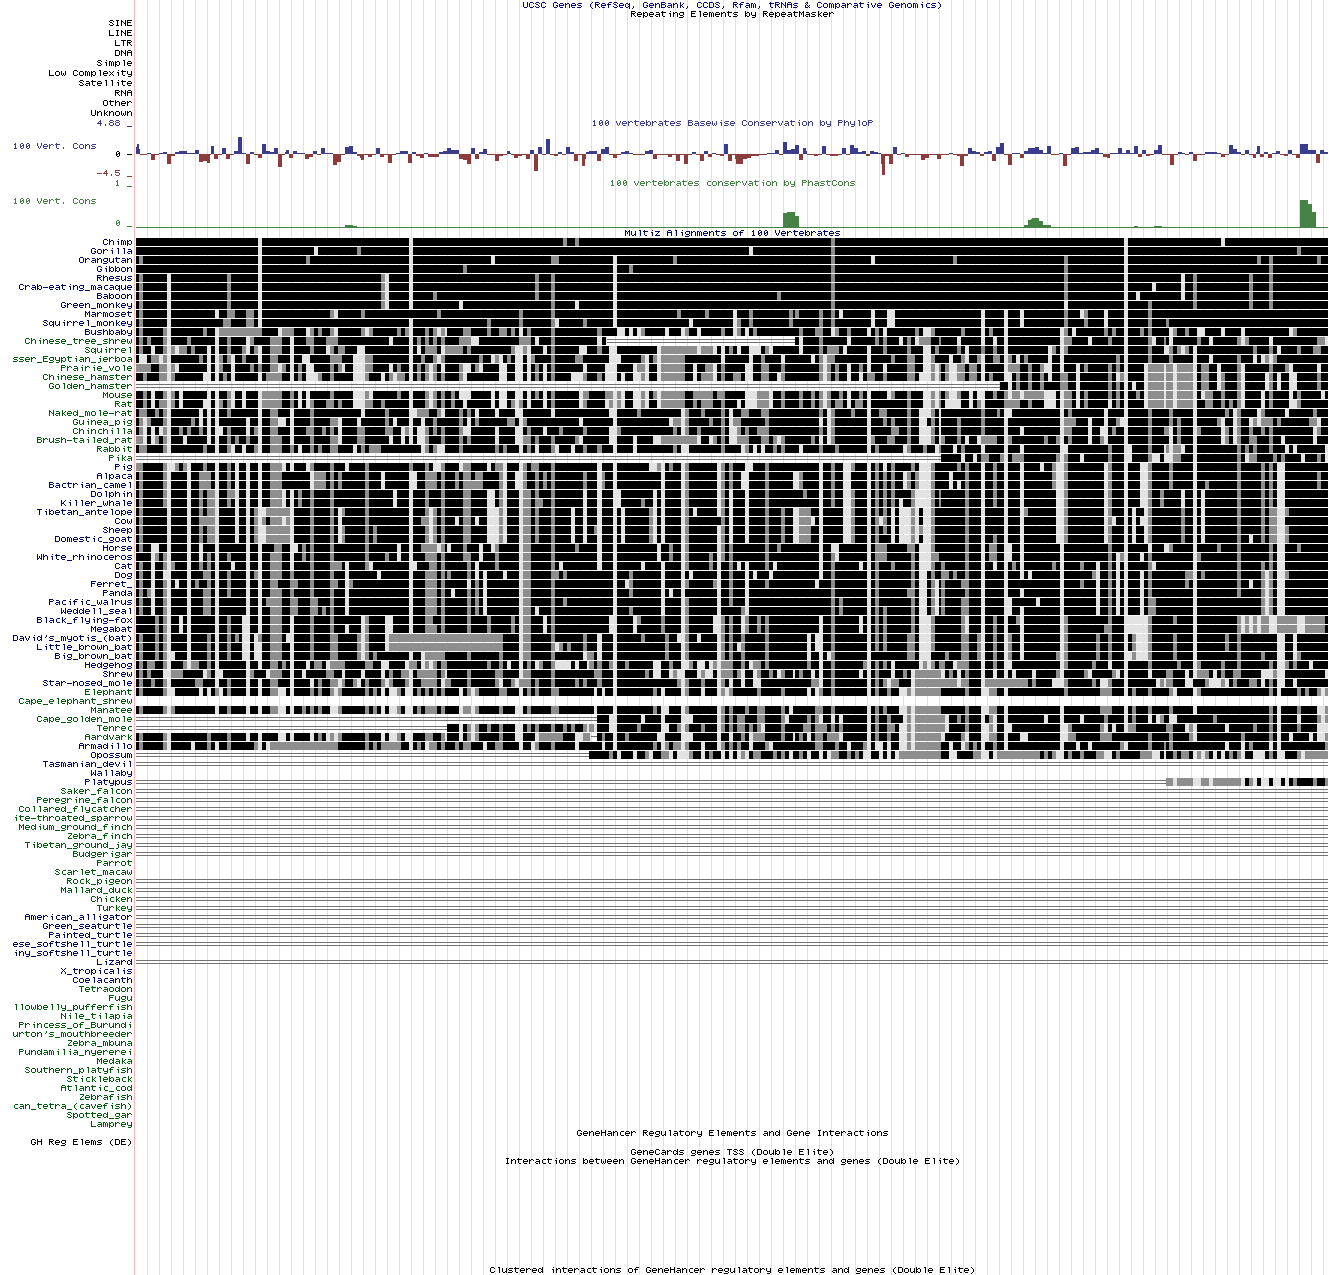 UCSC Genes (RefSeq, GenBank, CCDS, Rfam, tRNAs & Comparative Genomics)
Repeating Elements by RepeatMasker
SINE
LINE
LTR
DNA
Simple
Low Complexity
Satellite
RNA
Other
Unknown
4.88 _
100 vertebrates Basewise Conservation by PhyloP
100 Vert. Cons
0 -
-4.5 _
100 vertebrates conservation by PhastCons
1 _
100 Vert. Cons
0 _
Multiz Alignments of 100 Vertebrates
Chimp
Gorilla
Orangutan
Gibbon
Rhesus
Crab-eating_macaque
Baboon
Green_monkey
Marmoset
Squirrel_monkey
Bushbaby
Chinese_tree_shrew
Squirrel
sser_Egyptian_jerboa
Prairie_vole
Chinese_hamster
Golden_hamster
Mouse
Rat
Naked_mole-rat
Guinea_pig
Chinchilla
Brush-tailed_rat
Rabbit
Pika
Pig
Alpaca
Bactrian_camel
Dolphin
Killer_whale
Tibetan_antelope
Cow
Sheep
Domestic_goat
Horse
White_rhinoceros
Cat
Dog
Ferret_
Panda
Pacific_walrus
Weddell_seal
Black_flying-fox
Megabat
David's_myotis_(bat)
Little_brown_bat
Big_brown_bat
Hedgehog
Shrew
Star-nosed_mole
Elephant
Cape_elephant_shrew
Manatee
Cape_golden_mole
Tenrec
Aardvark
Armadillo
Opossum
Tasmanian_devil
Wallaby
Platypus
Saker_falcon
Peregrine_falcon
Collared_flycatcher
ite-throated_sparrow
Medium_ground_finch
Zebra_finch
Tibetan_ground_jay
Budgerigar
Parrot
Scarlet_macaw
Rock_pigeon
Mallard_duck
Chicken
Turkey
American_alligator
Green_seaturtle
Painted_turtle
ese_softshell_turtle
iny_softshell_turtle
Lizard
X_tropicalis
Coelacanth
Tetraodon
Fugu
llowbelly_pufferfish
Nile_tilapia
Princess_of_Burundi
urton's_mouthbreeder
Zebra_mbuna
Pundamilia_nyererei
Medaka
Southern_platyfish
Stickleback
Atlantic_cod
Zebrafish
can_tetra_(cavefish)
Spotted_gar
Lamprey
GeneHancer Regulatory Elements and Gene Interactions
GH Reg Elems (DE)
GeneCards genes TSS (Double Elite)
Interactions between GeneHancer regulatory elements and genes (Double Elite)
Clustered interactions of GeneHancer regulatory elements and genes (Double Elite)